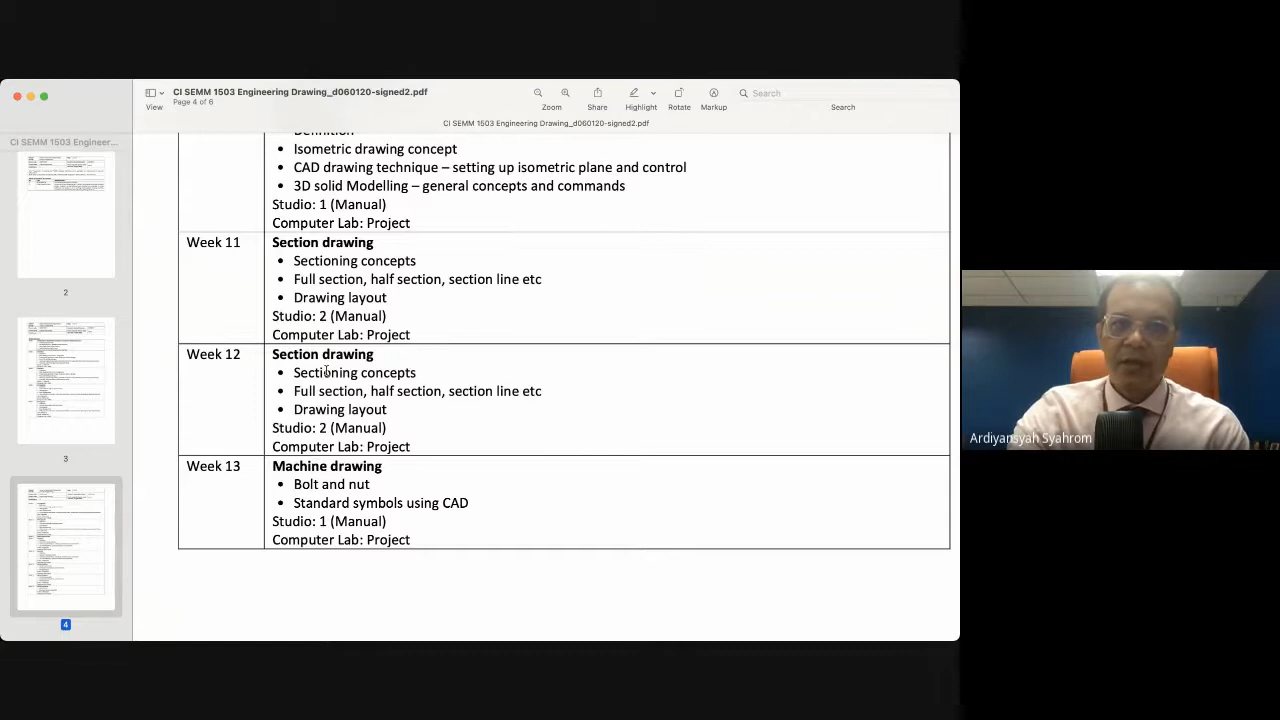 CI SEMM 1503 Engineering Drawing_d060120-signed2.pdf
Page 4 of 6
View
Zoom
Share
Highlight
Rotate
Markup
Search
Search
CI SEMM 1503 Engineering Drawing_d060120-signed2.pdf
CI SEMM 1503 Engineer...
2
3
4
Definition
• Isometric drawing concept
• CAD drawing technique – setting up isometric plane and control
• 3D solid Modelling – general concepts and commands
Studio: 1 (Manual)
Computer Lab: Project
Week 11
Section drawing
• Sectioning concepts
• Full section, half section, section line etc
• Drawing layout
Studio: 2 (Manual)
Computer Lab: Project
Week 12
Section drawing
• Sectioning concepts
• Full section, half section, section line etc
• Drawing layout
Studio: 2 (Manual)
Computer Lab: Project
Week 13
Machine drawing
• Bolt and nut
• Standard symbols using CAD
Studio: 1 (Manual)
Computer Lab: Project
Ardiyansyah Syahrom